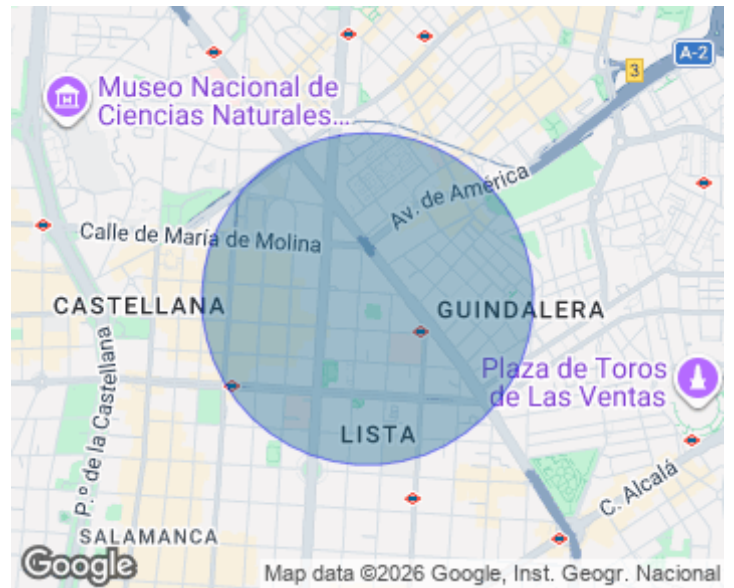 A-2
3
Museo Nacional de
Ciencias Naturales...
Av. de América
Calle de María de Molina
CASTELLANA
GUINDALERA
P.º de la Castellana
Plaza de Toros
de Las Ventas
LISTA
C. Alcalá
SALAMANCA
Google
Map data ©2026 Google, Inst. Geogr. Nacional